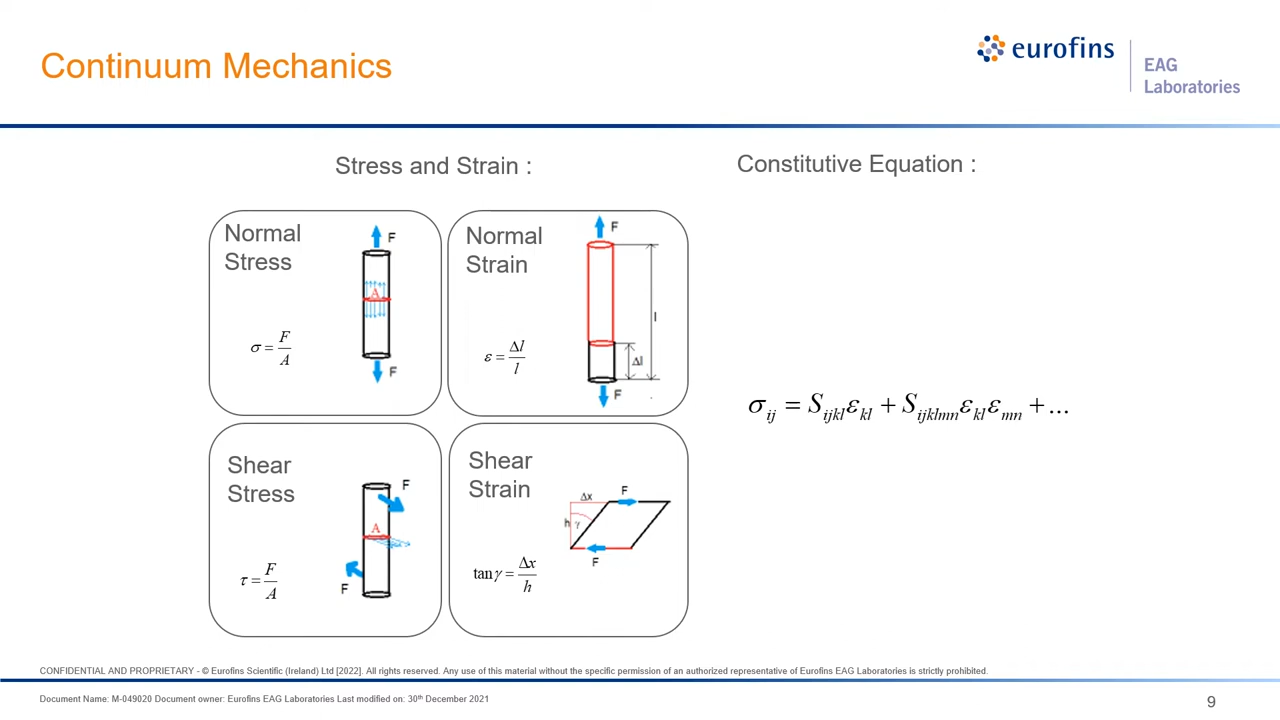 Continuum Mechanics
eurofins
EAG
Laboratories
Stress and Strain :
Constitutive Equation :
Normal
Stress
F
A
F
σ = F/A
Normal
Strain
F
l
Δl
F
ε = Δl/l
Shear
Stress
F
A
F
τ = F/A
Shear
Strain
Δx
F
h
γ
F
tan γ = Δx/h
σ_ij = S_ijkl ε_kl + S_ijklmn ε_kl ε_mn + ...
CONFIDENTIAL AND PROPRIETARY - © Eurofins Scientific (Ireland) Ltd [2022]. All rights reserved. Any use of this material without the specific permission of an authorized representative of Eurofins EAG Laboratories is strictly prohibited.
Document Name: M-049020 Document owner: Eurofins EAG Laboratories Last modified on: 30th December 2021
9